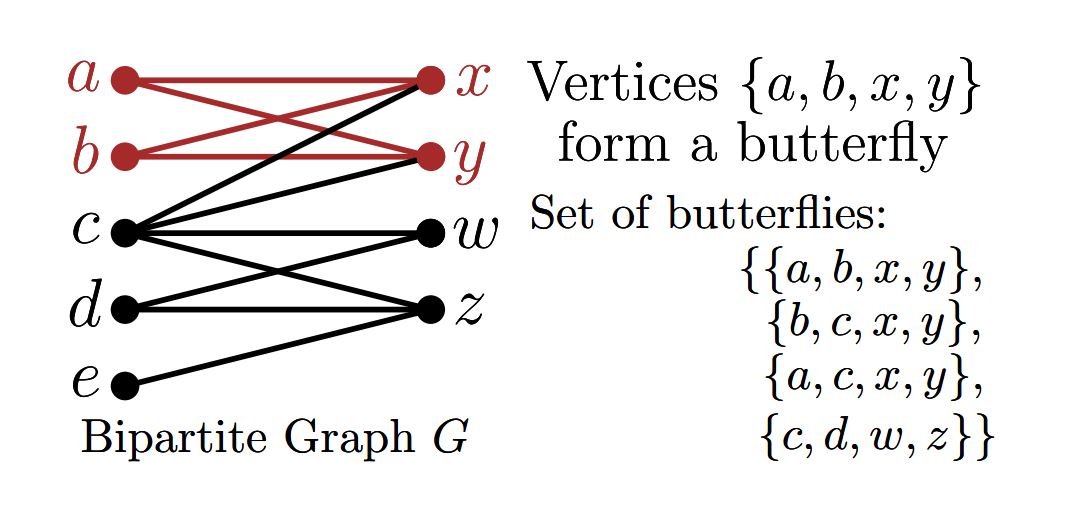 a
x
b
y
c
w
d
z
e
Bipartite Graph G
Vertices {a, b, x, y}
form a butterfly
Set of butterflies:
{{a, b, x, y},
{b, c, x, y},
{a, c, x, y},
{c, d, w, z}}